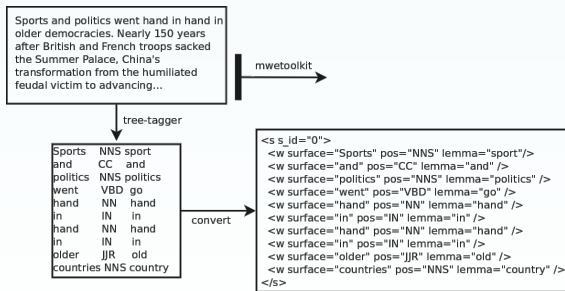 Sports and politics went hand in hand in
older democracies. Nearly 150 years
after British and French troops sacked
the Summer Palace, China's
transformation from the humiliated
feudal victim to advancing...
mwetoolkit
tree-tagger
Sports NNS sport
and CC and
politics NNS politics
went VBD go
hand NN hand
in IN in
hand NN hand
in IN in
older JJR old
countries NNS country
convert
<s s_id="0">
<w surface="Sports" pos="NNS" lemma="sport"/>
<w surface="and" pos="CC" lemma="and" />
<w surface="politics" pos="NNS" lemma="politics" />
<w surface="went" pos="VBD" lemma="go" />
<w surface="hand" pos="NN" lemma="hand" />
<w surface="in" pos="IN" lemma="in" />
<w surface="hand" pos="NN" lemma="hand" />
<w surface="in" pos="IN" lemma="in" />
<w surface="older" pos="JJR" lemma="old" />
<w surface="countries" pos="NNS" lemma="country" />
</s>